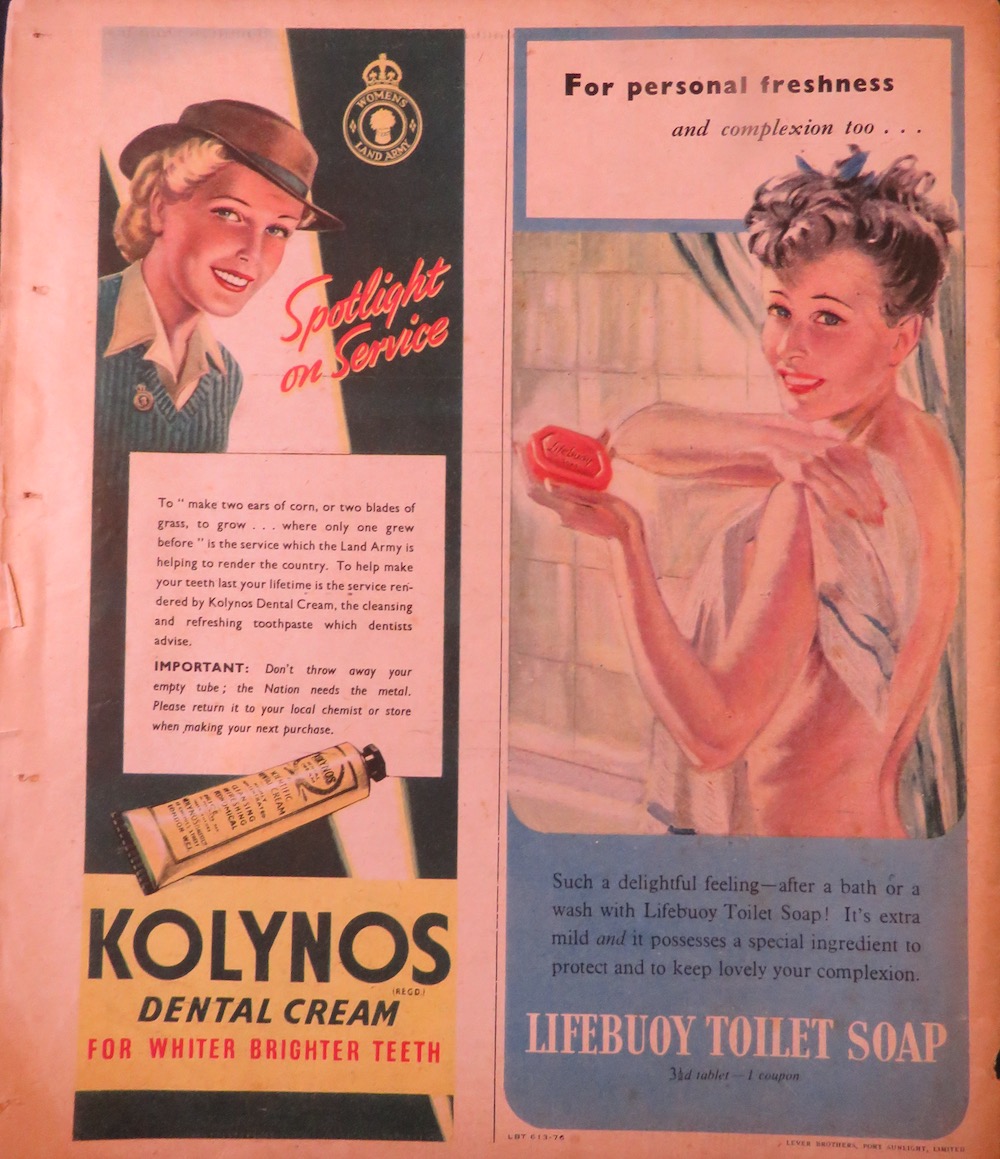 WOMENS
LAND ARMY
Spotlight
on Service
To “ make two ears of corn, or two blades of
grass, to grow . . . where only one grew
before ” is the service which the Land Army is
helping to render the country. To help make
your teeth last your lifetime is the service ren-
dered by Kolynos Dental Cream, the cleansing
and refreshing toothpaste which dentists
advise.
IMPORTANT: Don't throw away your
empty tube ; the Nation needs the metal.
Please return it to your local chemist or store
when making your next purchase.
KOLYNOS
DENTAL CREAM
CLEANSING
REFRESHING
ECONOMICAL
KOLYNOS
(REGD.)
DENTAL CREAM
FOR WHITER BRIGHTER TEETH
For personal freshness
and complexion too . . .
Lifebuoy
Such a delightful feeling—after a bath or a
wash with Lifebuoy Toilet Soap! It's extra
mild and it possesses a special ingredient to
protect and to keep lovely your complexion.
LIFEBUOY TOILET SOAP
3½d tablet — 1 coupon
LBT 613-76
LEVER BROTHERS, PORT SUNLIGHT, LIMITED